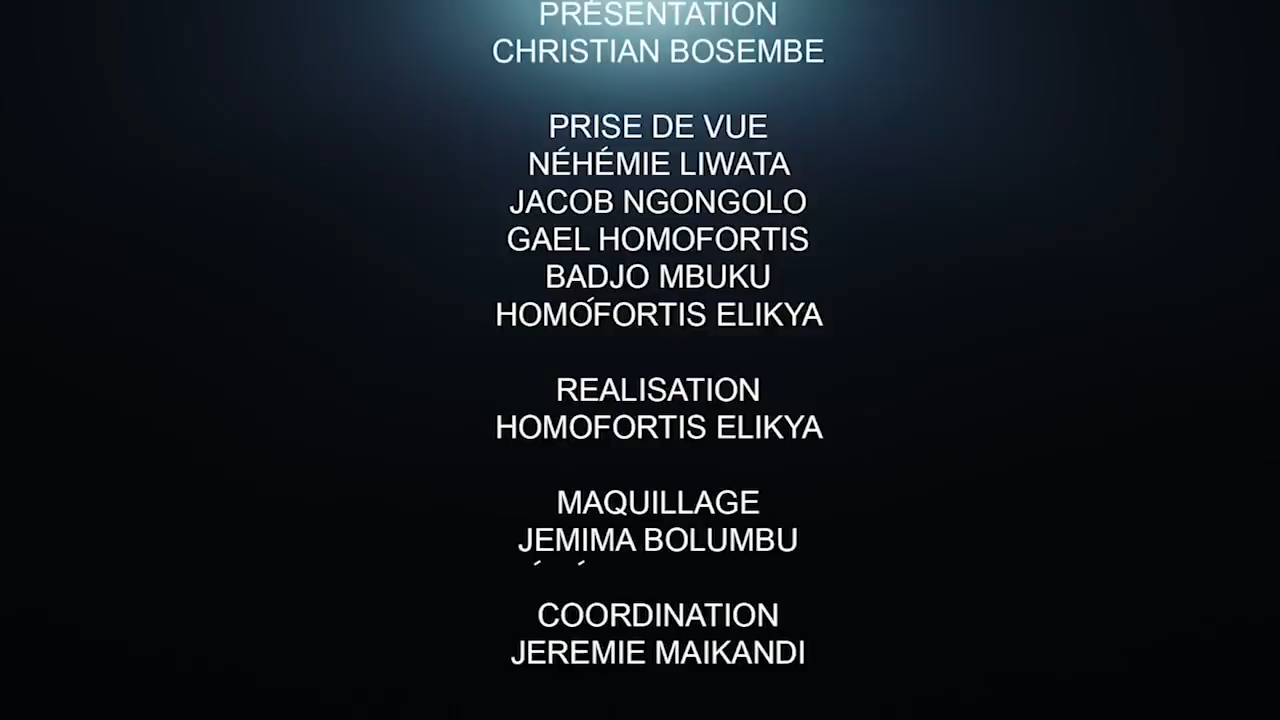 PRÉSENTATION
CHRISTIAN BOSEMBE
PRISE DE VUE
NÉHÉMIE LIWATA
JACOB NGONGOLO
GAEL HOMOFORTIS
BADJO MBUKU
HOMOFORTIS ELIKYA
REALISATION
HOMOFORTIS ELIKYA
MAQUILLAGE
JEMIMA BOLUMBU
COORDINATION
JEREMIE MAIKANDI